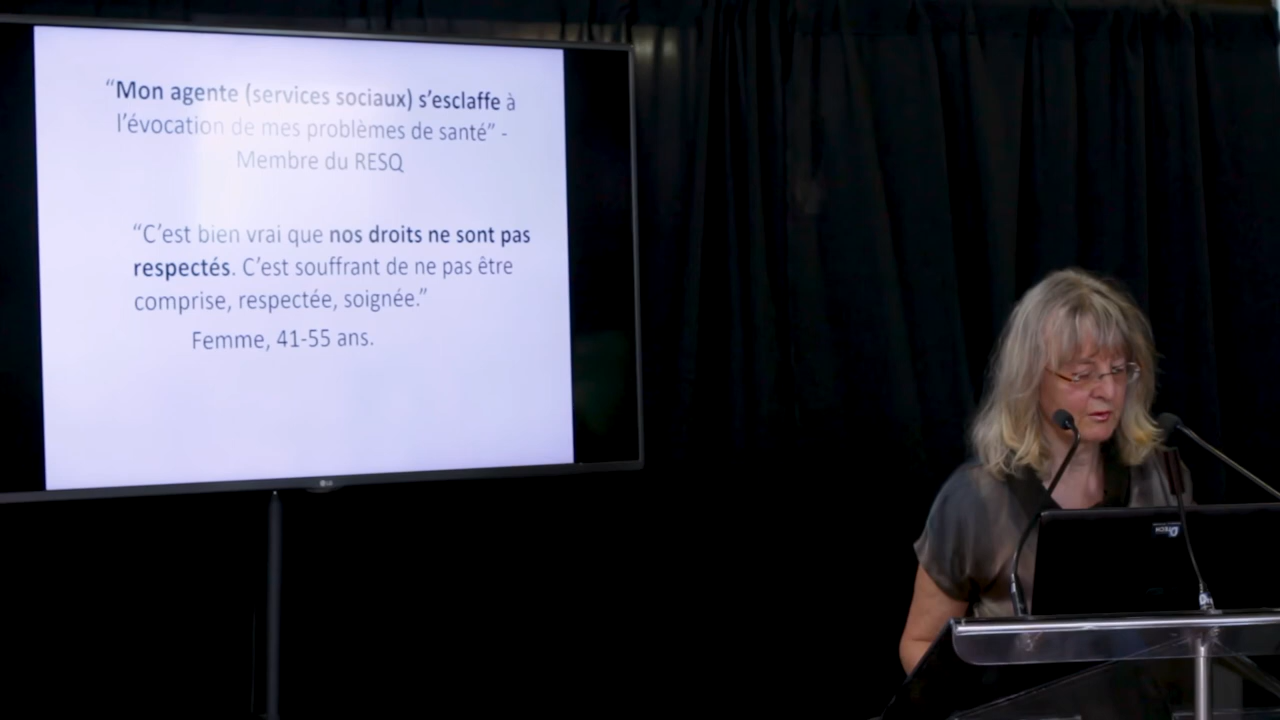 “Mon agente (services sociaux) s’esclaffe à
l’évocation de mes problèmes de santé” -
Membre du RESQ
“C’est bien vrai que nos droits ne sont pas
respectés. C’est souffrant de ne pas être
comprise, respectée, soignée.”
Femme, 41-55 ans.
LG